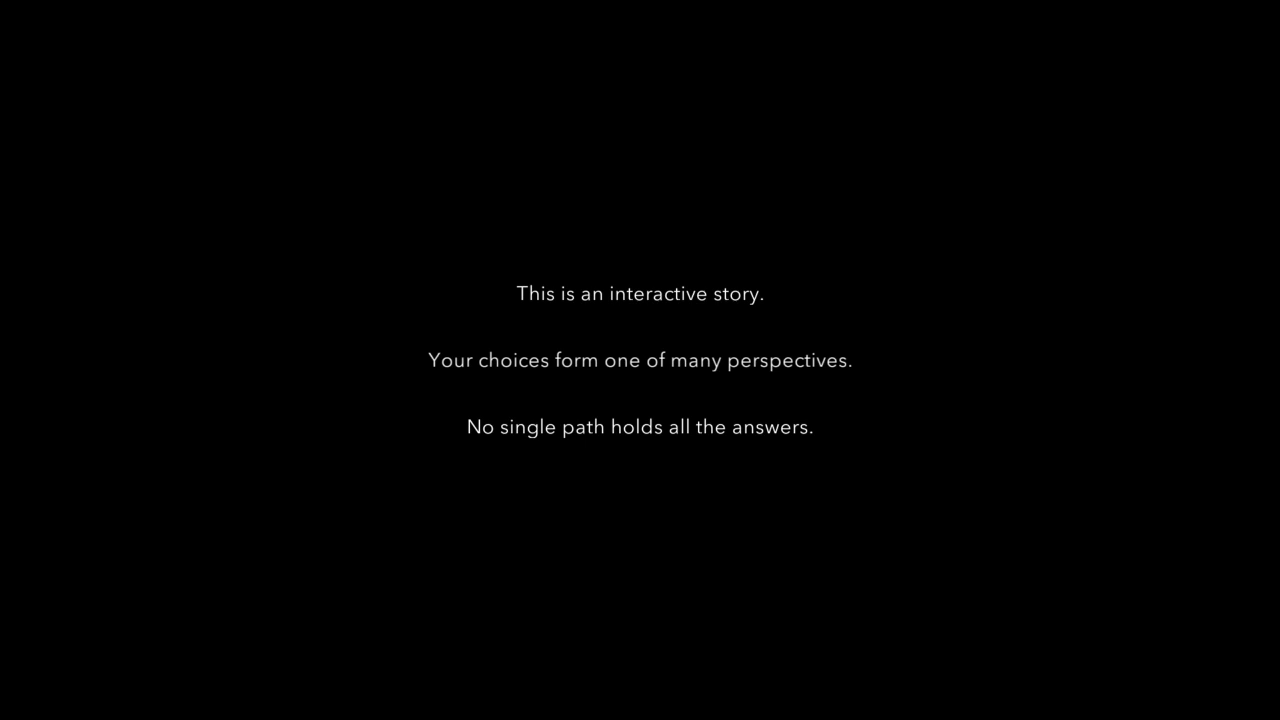 This is an interactive story.
Your choices form one of many perspectives.
No single path holds all the answers.